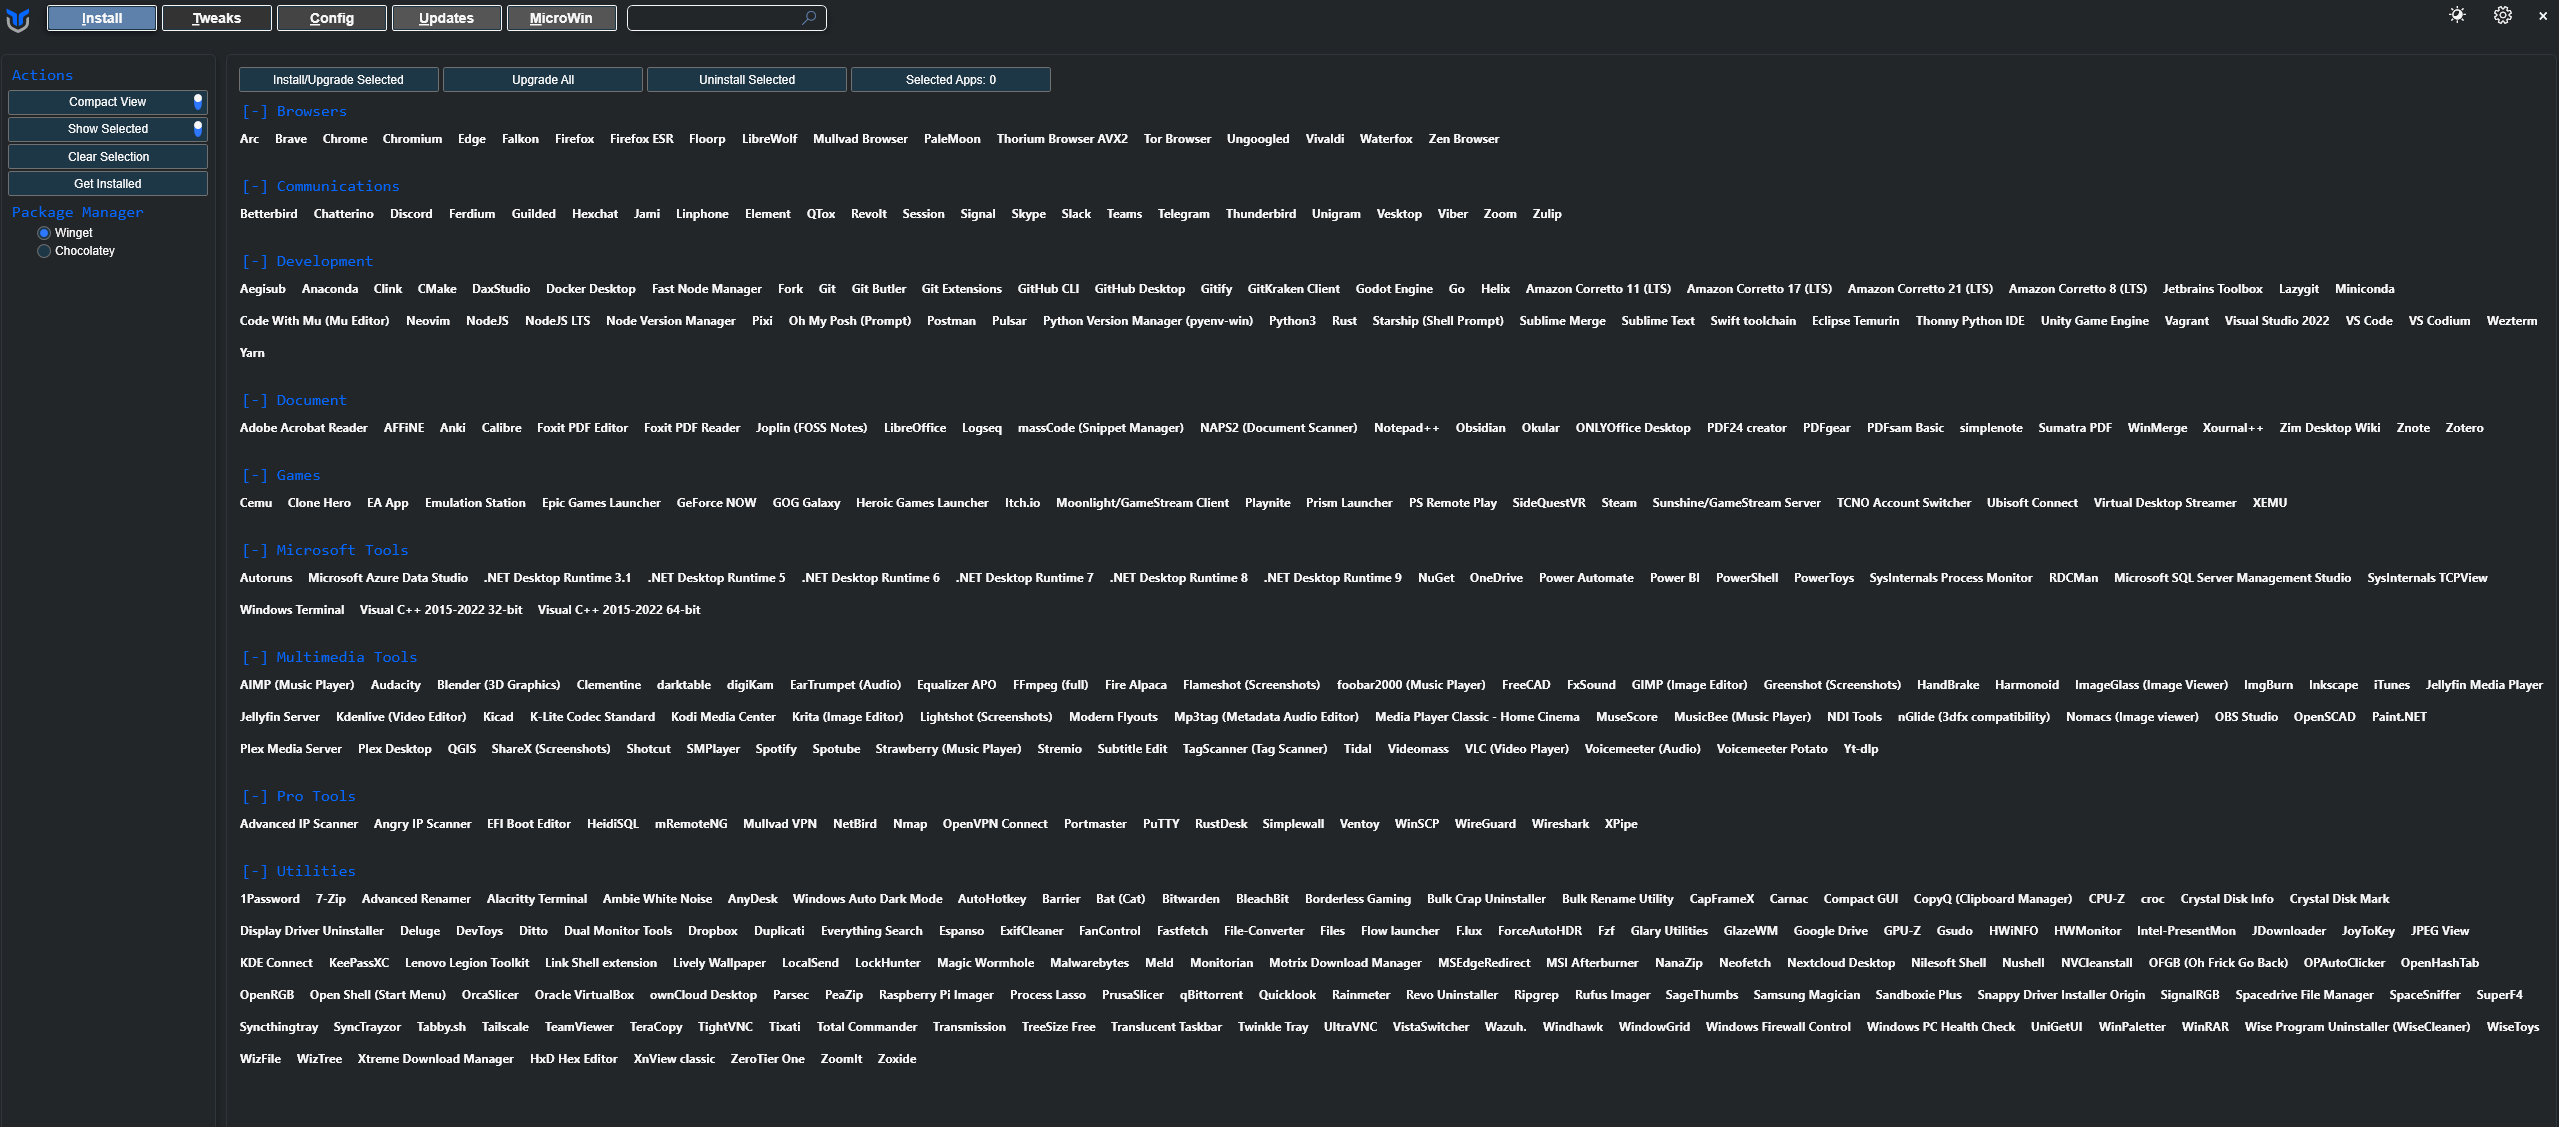 Install Tweaks Config Updates MicroWin
Actions
Compact View
Show Selected
Clear Selection
Get Installed
Package Manager
Winget
Chocolatey
Install/Upgrade Selected Upgrade All Uninstall Selected Selected Apps: 0
[-] Browsers
Arc Brave Chrome Chromium Edge Falkon Firefox Firefox ESR Floorp LibreWolf Mullvad Browser PaleMoon Thorium Browser AVX2 Tor Browser Ungoogled Vivaldi Waterfox Zen Browser
[-] Communications
Betterbird Chatterino Discord Ferdium Guilded Hexchat Jami Linphone Element QTox Revolt Session Signal Skype Slack Teams Telegram Thunderbird Unigram Vesktop Viber Zoom Zulip
[-] Development
Aegisub Anaconda Clink CMake DaxStudio Docker Desktop Fast Node Manager Fork Git Git Butler Git Extensions GitHub CLI GitHub Desktop Gitify GitKraken Client Godot Engine Go Helix Amazon Corretto 11 (LTS) Amazon Corretto 17 (LTS) Amazon Corretto 21 (LTS) Amazon Corretto 8 (LTS) Jetbrains Toolbox Lazygit Miniconda
Code With Mu (Mu Editor) Neovim NodeJS NodeJS LTS Node Version Manager Pixi Oh My Posh (Prompt) Postman Pulsar Python Version Manager (pyenv-win) Python3 Rust Starship (Shell Prompt) Sublime Merge Sublime Text Swift toolchain Eclipse Temurin Thonny Python IDE Unity Game Engine Vagrant Visual Studio 2022 VS Code VS Codium Wezterm
Yarn
[-] Document
Adobe Acrobat Reader AFFiNE Anki Calibre Foxit PDF Editor Foxit PDF Reader Joplin (FOSS Notes) LibreOffice Logseq massCode (Snippet Manager) NAPS2 (Document Scanner) Notepad++ Obsidian Okular ONLYOffice Desktop PDF24 creator PDFgear PDFsam Basic simplenote Sumatra PDF WinMerge Xournal++ Zim Desktop Wiki Znote Zotero
[-] Games
Cemu Clone Hero EA App Emulation Station Epic Games Launcher GeForce NOW GOG Galaxy Heroic Games Launcher Itch.io Moonlight/GameStream Client Playnite Prism Launcher PS Remote Play SideQuestVR Steam Sunshine/GameStream Server TCNO Account Switcher Ubisoft Connect Virtual Desktop Streamer XEMU
[-] Microsoft Tools
Autoruns Microsoft Azure Data Studio .NET Desktop Runtime 3.1 .NET Desktop Runtime 5 .NET Desktop Runtime 6 .NET Desktop Runtime 7 .NET Desktop Runtime 8 .NET Desktop Runtime 9 NuGet OneDrive Power Automate Power BI PowerShell PowerToys SysInternals Process Monitor RDCMan Microsoft SQL Server Management Studio SysInternals TCPView
Windows Terminal Visual C++ 2015-2022 32-bit Visual C++ 2015-2022 64-bit
[-] Multimedia Tools
AIMP (Music Player) Audacity Blender (3D Graphics) Clementine darktable digiKam EarTrumpet (Audio) Equalizer APO FFmpeg (full) Fire Alpaca Flameshot (Screenshots) foobar2000 (Music Player) FreeCAD FxSound GIMP (Image Editor) Greenshot (Screenshots) HandBrake Harmonoid ImageGlass (Image Viewer) ImgBurn Inkscape iTunes Jellyfin Media Player
Jellyfin Server Kdenlive (Video Editor) Kicad K-Lite Codec Standard Kodi Media Center Krita (Image Editor) Lightshot (Screenshots) Modern Flyouts Mp3tag (Metadata Audio Editor) Media Player Classic - Home Cinema MuseScore MusicBee (Music Player) NDI Tools nGlide (3dfx compatibility) Nomacs (Image viewer) OBS Studio OpenSCAD Paint.NET
Plex Media Server Plex Desktop QGIS ShareX (Screenshots) Shotcut SMPlayer Spotify Spotube Strawberry (Music Player) Stremio Subtitle Edit TagScanner (Tag Scanner) Tidal Videomass VLC (Video Player) Voicemeeter (Audio) Voicemeeter Potato Yt-dlp
[-] Pro Tools
Advanced IP Scanner Angry IP Scanner EFI Boot Editor HeidiSQL mRemoteNG Mullvad VPN NetBird Nmap OpenVPN Connect Portmaster PuTTY RustDesk Simplewall Ventoy WinSCP WireGuard Wireshark XPipe
[-] Utilities
1Password 7-Zip Advanced Renamer Alacritty Terminal Ambie White Noise AnyDesk Windows Auto Dark Mode AutoHotkey Barrier Bat (Cat) Bitwarden BleachBit Borderless Gaming Bulk Crap Uninstaller Bulk Rename Utility CapFrameX Carnac Compact GUI CopyQ (Clipboard Manager) CPU-Z croc Crystal Disk Info Crystal Disk Mark
Display Driver Uninstaller Deluge DevToys Ditto Dual Monitor Tools Dropbox Duplicati Everything Search Espanso ExifCleaner FanControl Fastfetch File-Converter Files Flow launcher F.lux ForceAutoHDR Fzf Glary Utilities GlazeWM Google Drive GPU-Z Gsudo HWiNFO HWMonitor Intel-PresentMon JDownloader JoyToKey JPEG View
KDE Connect KeePassXC Lenovo Legion Toolkit Link Shell extension Lively Wallpaper LocalSend LockHunter Magic Wormhole Malwarebytes Meld Monitorian Motrix Download Manager MSEdgeRedirect MSI Afterburner NanaZip Neofetch Nextcloud Desktop Nilesoft Shell Nushell NVCleanstall OFGB (Oh Frick Go Back) OPAutoClicker OpenHashTab
OpenRGB Open Shell (Start Menu) OrcaSlicer Oracle VirtualBox ownCloud Desktop Parsec PeaZip Raspberry Pi Imager Process Lasso PrusaSlicer qBittorrent Quicklook Rainmeter Revo Uninstaller Ripgrep Rufus Imager SageThumbs Samsung Magician Sandboxie Plus Snappy Driver Installer Origin SignalRGB Spacedrive File Manager SpaceSniffer SuperF4
Syncthingtray SyncTrayzor Tabby.sh Tailscale TeamViewer TeraCopy TightVNC Tixati Total Commander Transmission TreeSize Free Translucent Taskbar Twinkle Tray UltraVNC VistaSwitcher Wazuh. Windhawk WindowGrid Windows Firewall Control Windows PC Health Check UniGetUI WinPaletter WinRAR Wise Program Uninstaller (WiseCleaner) WiseToys
WizFile WizTree Xtreme Download Manager HxD Hex Editor XnView classic ZeroTier One ZoomIt Zoxide